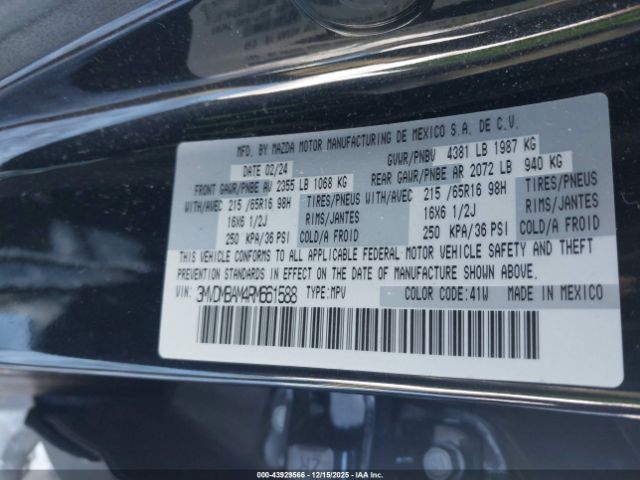 MFD. BY MAZDA MOTOR MANUFACTURING DE MEXICO S.A. DE C.V.
DATE 02/24 GVWR/PNBV 4381 LB 1987 KG
FRONT GAWR/PNBE AV 2355 LB 1068 KG REAR GAWR/PNBE AR 2072 LB 940 KG
WITH/AVEC 215 /65R16 98H TIRES/PNEUS WITH/AVEC 215 /65R16 98H TIRES/PNEUS
16X6 1/2J RIMS/JANTES 16X6 1/2J RIMS/JANTES
250 KPA/36 PSI COLD/A FROID 250 KPA/36 PSI COLD/A FROID
THIS VEHICLE CONFORMS TO ALL APPLICABLE FEDERAL MOTOR VEHICLE SAFETY AND THEFT
PREVENTION STANDARDS IN EFFECT ON THE DATE OF MANUFACTURE SHOWN ABOVE.
VIN: 3MVDMBAM4RM661588 TYPE:MPV COLOR CODE:41W MADE IN MEXICO
000-43929566 - 12/15/2025 - IAAI.COM